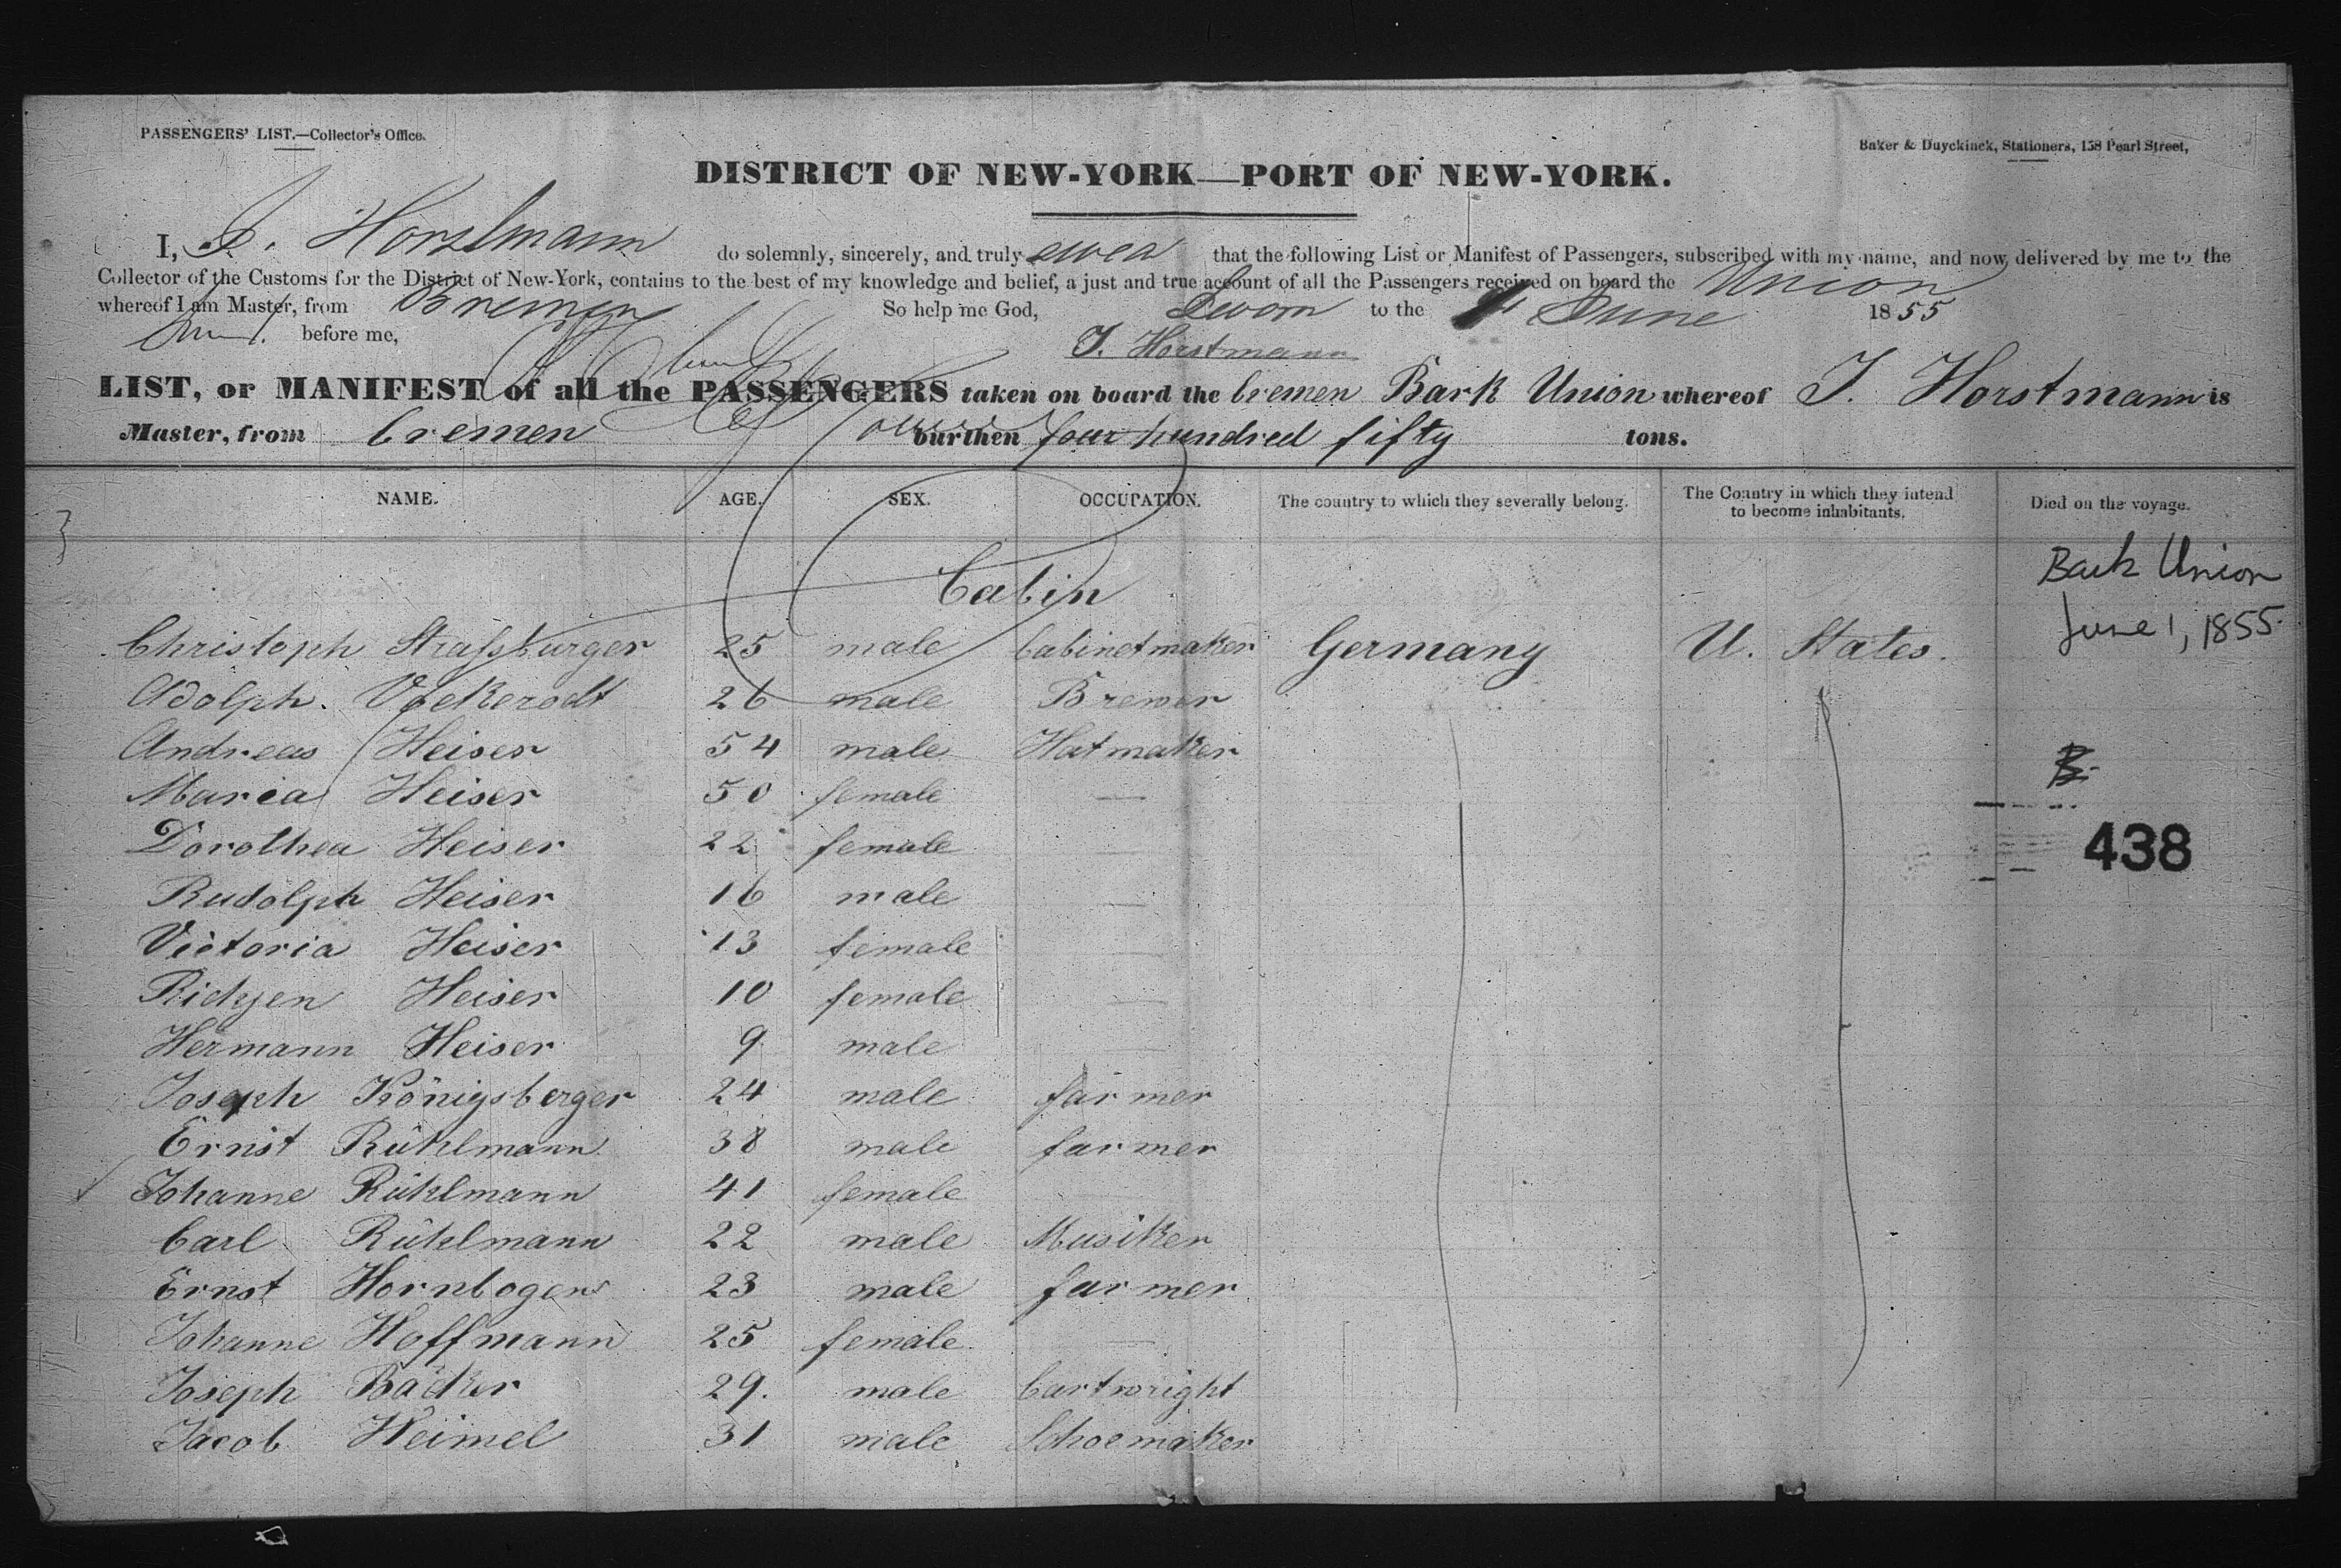 PASSENGERS' LIST.—Collector's Office.
Baker & Duyckinck, Stationers, 158 Pearl Street,
DISTRICT OF NEW-YORK—PORT OF NEW-YORK.
I, J. Horstmann do solemnly, sincerely, and truly swear that the following List or Manifest of Passengers, subscribed with my name, and now delivered by me to the
Collector of the Customs for the District of New-York, contains to the best of my knowledge and belief, a just and true account of all the Passengers received on board the Union
whereof I am Master, from Bremen So help me God, Sworn to the 1 June 1855
before me,
J. Horstmann
LIST, or MANIFEST of all the PASSENGERS taken on board the bremen Bark Union whereof J. Horstmann is
Master, from bremen burthen four hundred fifty tons.
NAME. AGE. SEX. OCCUPATION. The country to which they severally belong. The Country in which they intend to become inhabitants. Died on the voyage.
Bark Union
June 1, 1855
Cabin
Christoph Strassburger 25 male Cabinetmaker Germany U. States.
Adolph. Vockerodt 26 male Brewer
Andreas Heiser 54 male Hatmaker
Maria Heiser 50 female —
Dorothea Heiser 22 female —
438
Rudolph Heiser 16 male —
Victoria Heiser 13 female —
Rickjen Heiser 10 female —
Hermann Heiser 9 male —
Joseph Königsberger 24 male farmer
Ernst Rühlmann 38 male farmer
Johanne Rühlmann 41 female
Carl Rühlmann 22 male Musiker
Ernst Hornbogen 23 male farmer
Johanne Hoffmann 25 female —
Joseph Bäcker 29. male Cartwright
Jacob Heimel 31 male Schoemaker